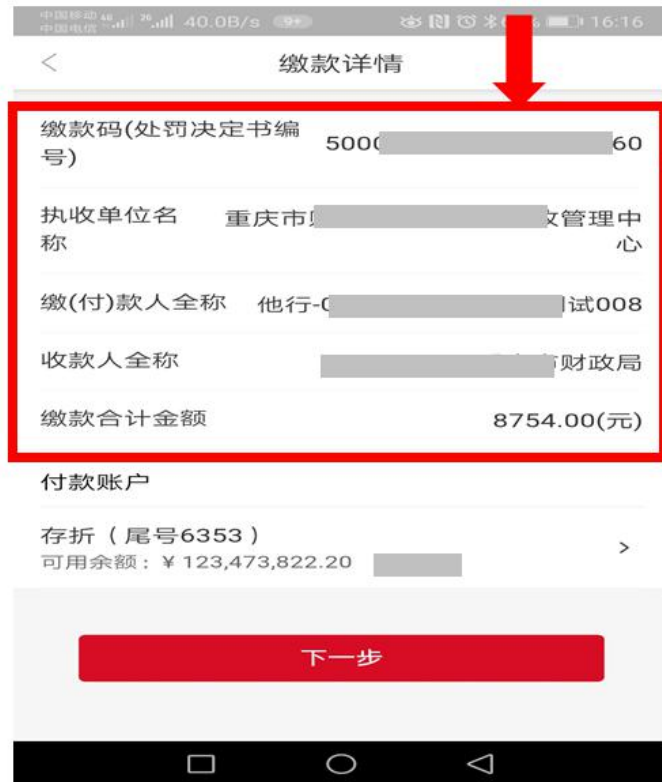 中国移动 46 26 40.0B/s 9+ 16:16
中国电信
缴款详情
缴款码(处罚决定书编 5000 60
号)
执收单位名 重庆市 管理中
称 心
缴(付)款人全称 他行- 试008
收款人全称 财政局
缴款合计金额 8754.00(元)
付款账户
存折（尾号6353）
可用余额：¥ 123,473,822.20
下一步